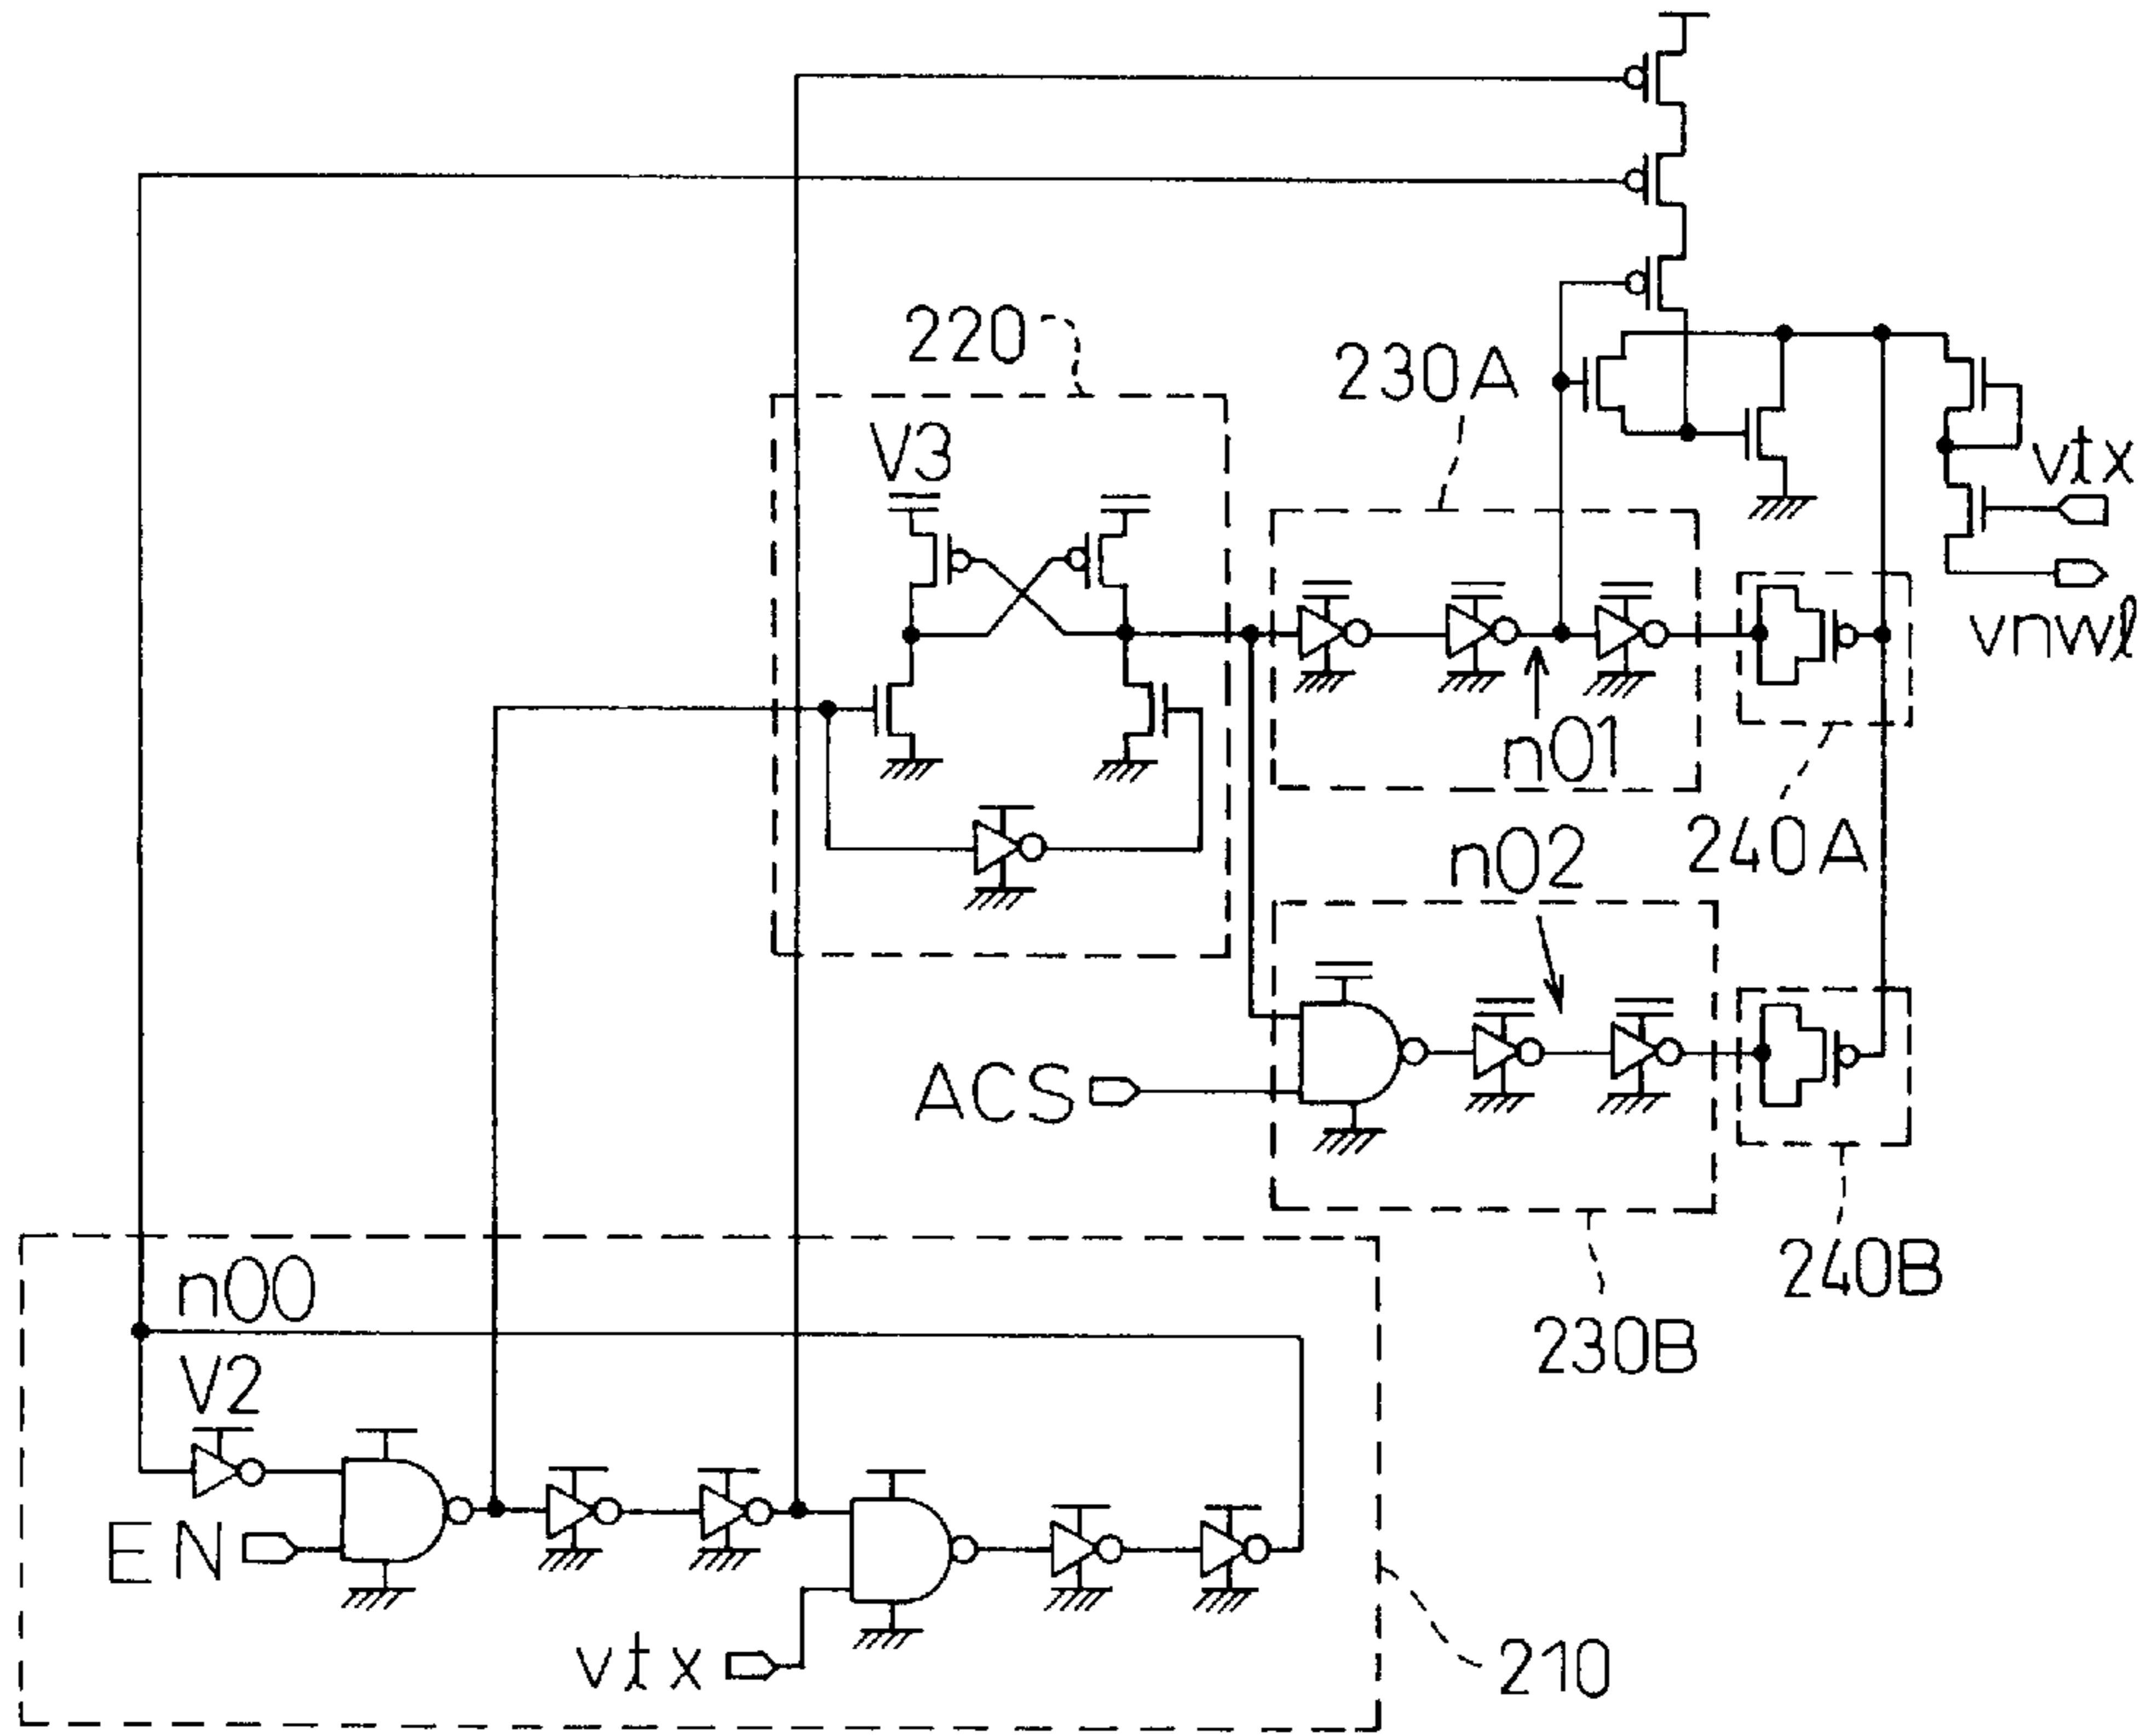 220
230A
V3
vtx
vnwl
n01
240A
n02
ACS
240B
n00
230B
V2
EN
vtx
210